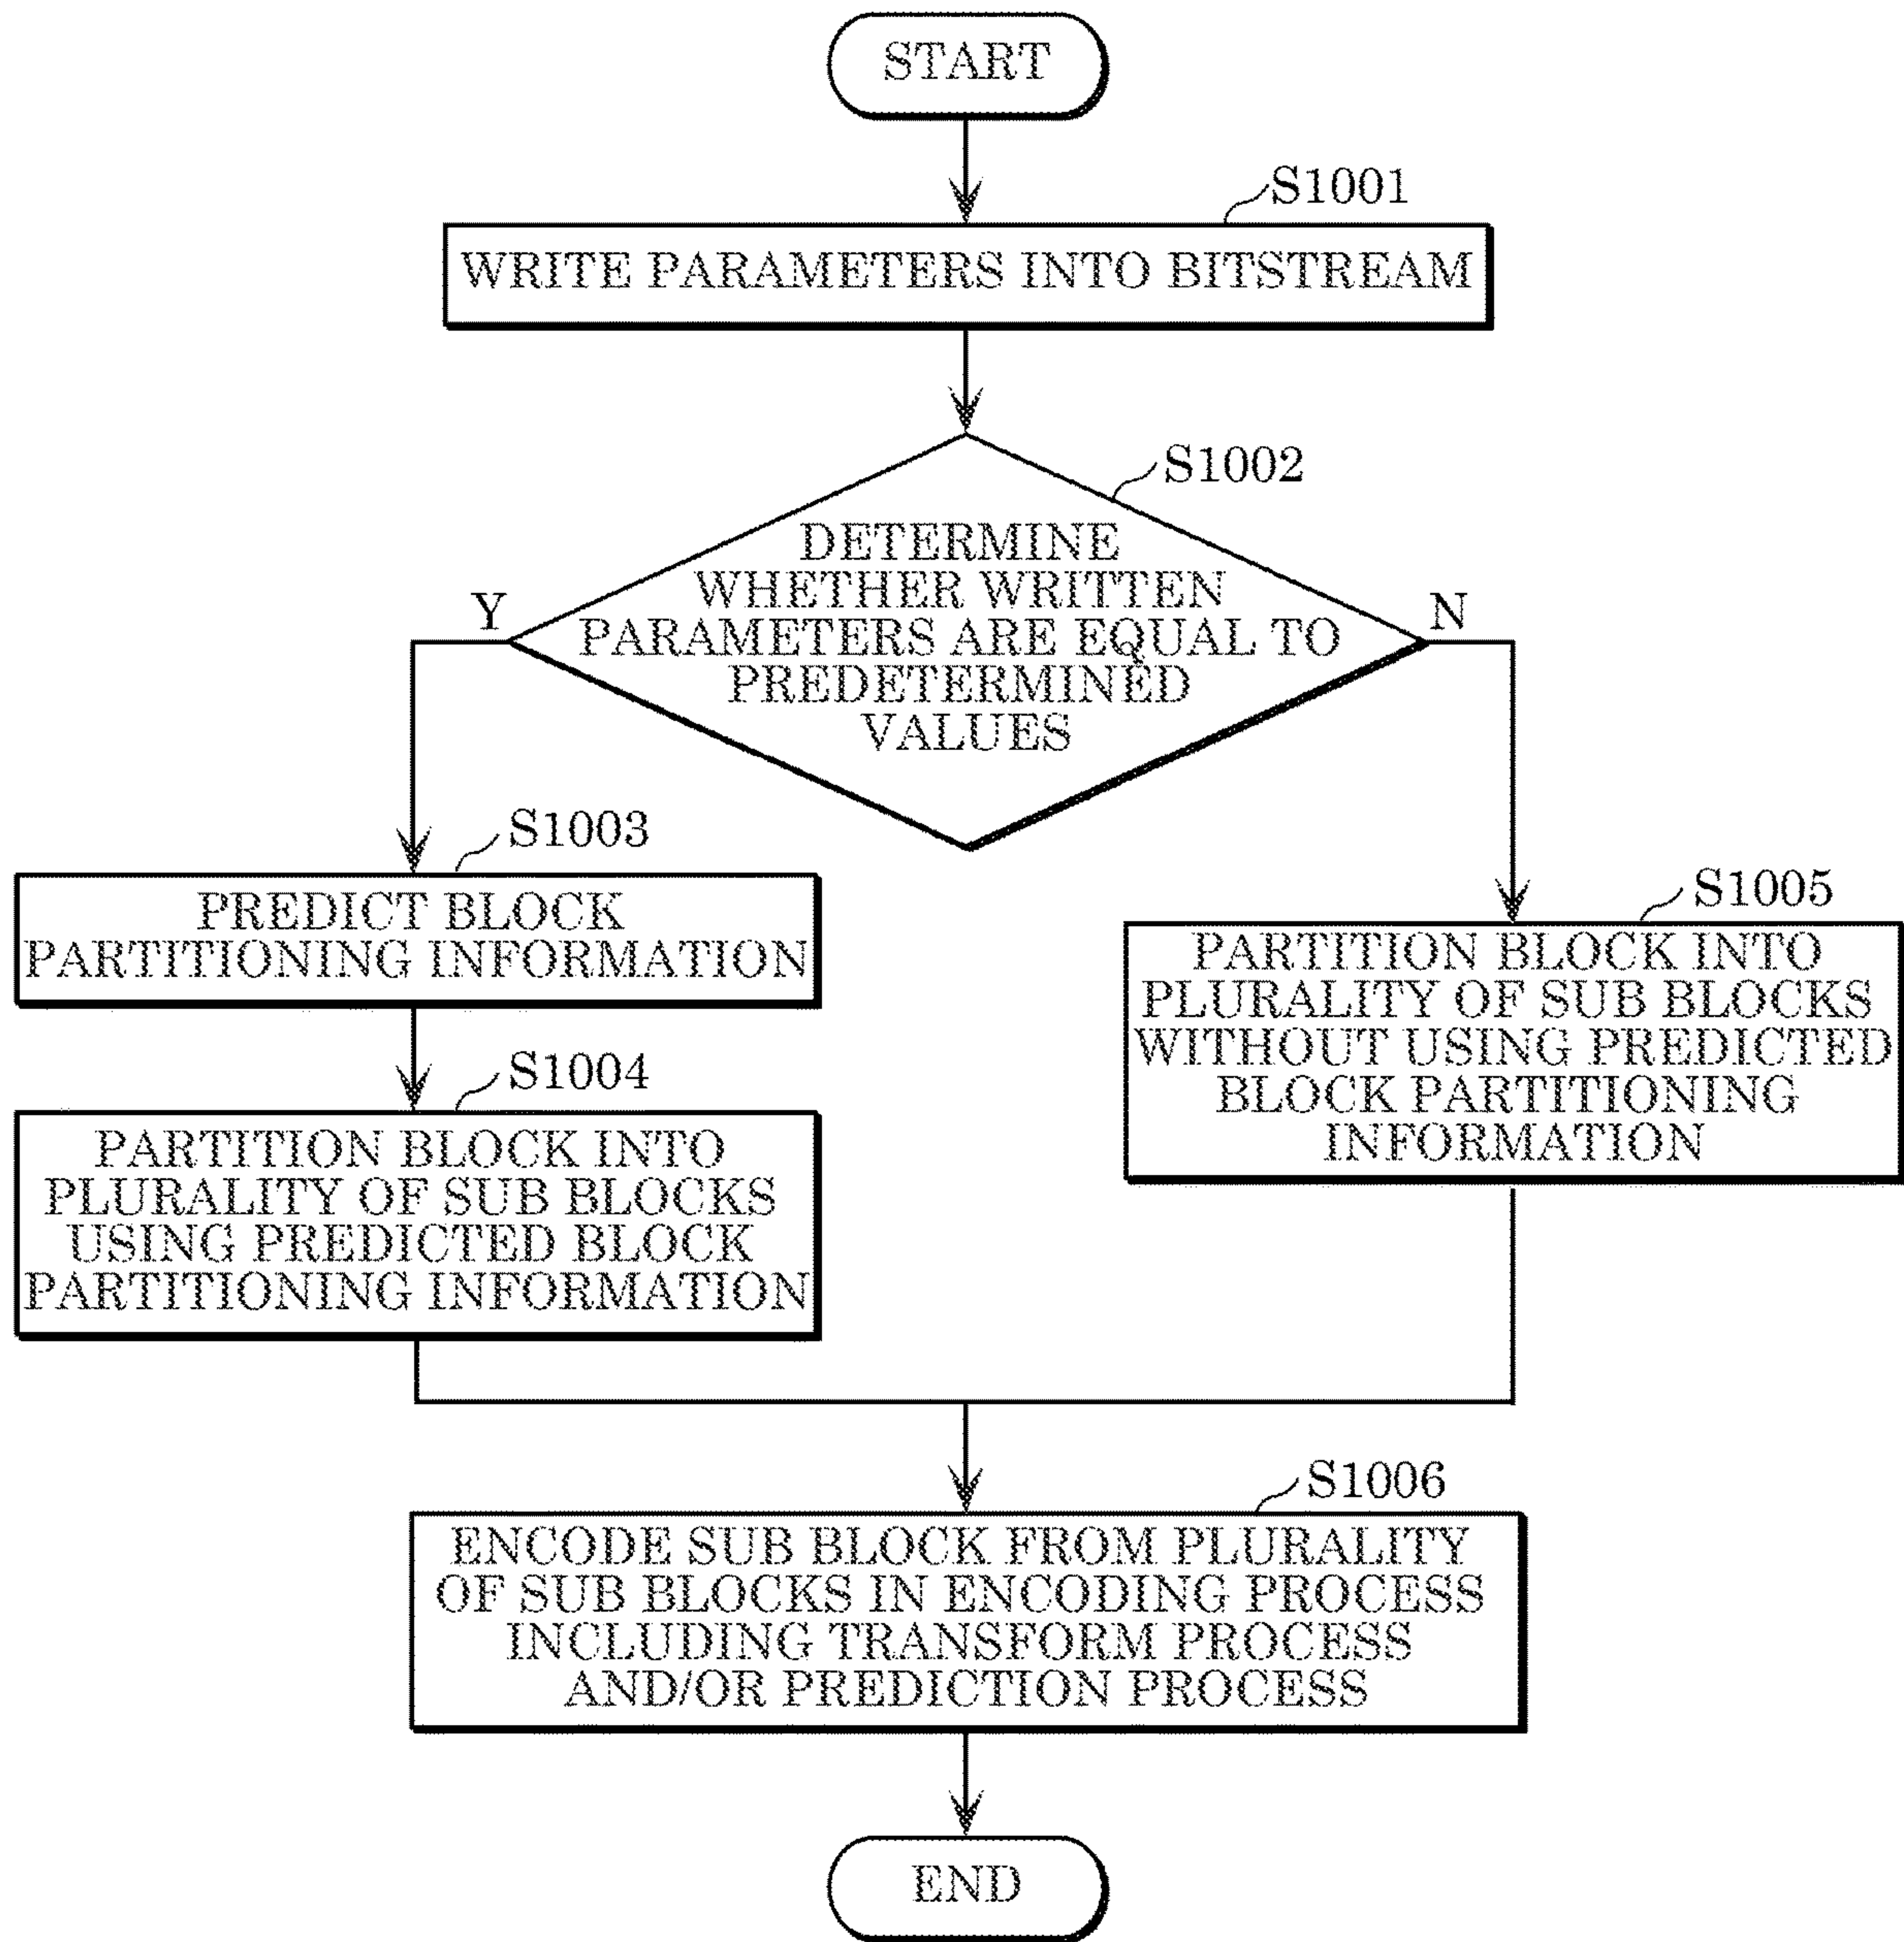 START
S1001
WRITE PARAMETERS INTO BITSTREAM
S1002
DETERMINE
WHETHER WRITTEN
PARAMETERS ARE EQUAL TO
PREDETERMINED
VALUES
Y
N
S1003
PREDICT BLOCK
PARTITIONING INFORMATION
S1004
PARTITION BLOCK INTO
PLURALITY OF SUB BLOCKS
USING PREDICTED BLOCK
PARTITIONING INFORMATION
S1005
PARTITION BLOCK INTO
PLURALITY OF SUB BLOCKS
WITHOUT USING PREDICTED
BLOCK PARTITIONING
INFORMATION
S1006
ENCODE SUB BLOCK FROM PLURALITY
OF SUB BLOCKS IN ENCODING PROCESS
INCLUDING TRANSFORM PROCESS
AND/OR PREDICTION PROCESS
END